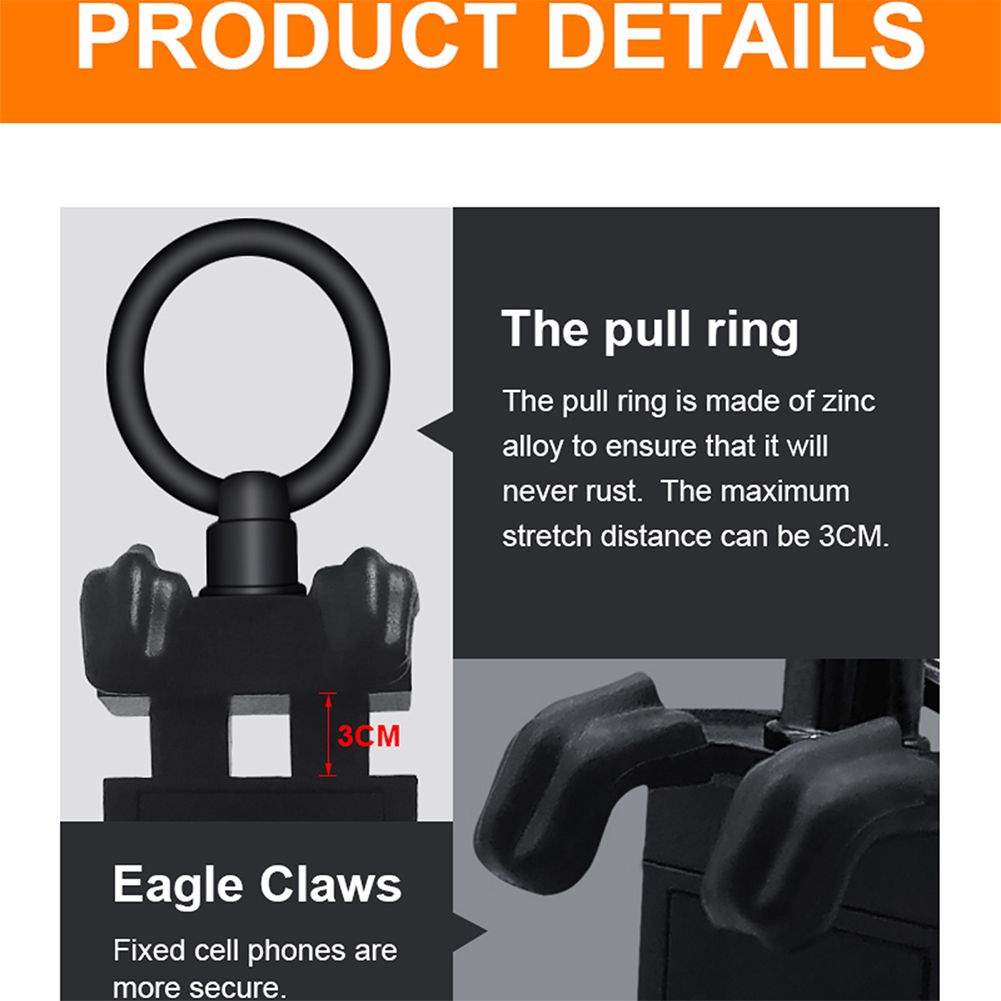 PRODUCT DETAILS
The pull ring
The pull ring is made of zinc
alloy to ensure that it will
never rust.  The maximum
stretch distance can be 3CM.
3CM
Eagle Claws
Fixed cell phones are
more secure.